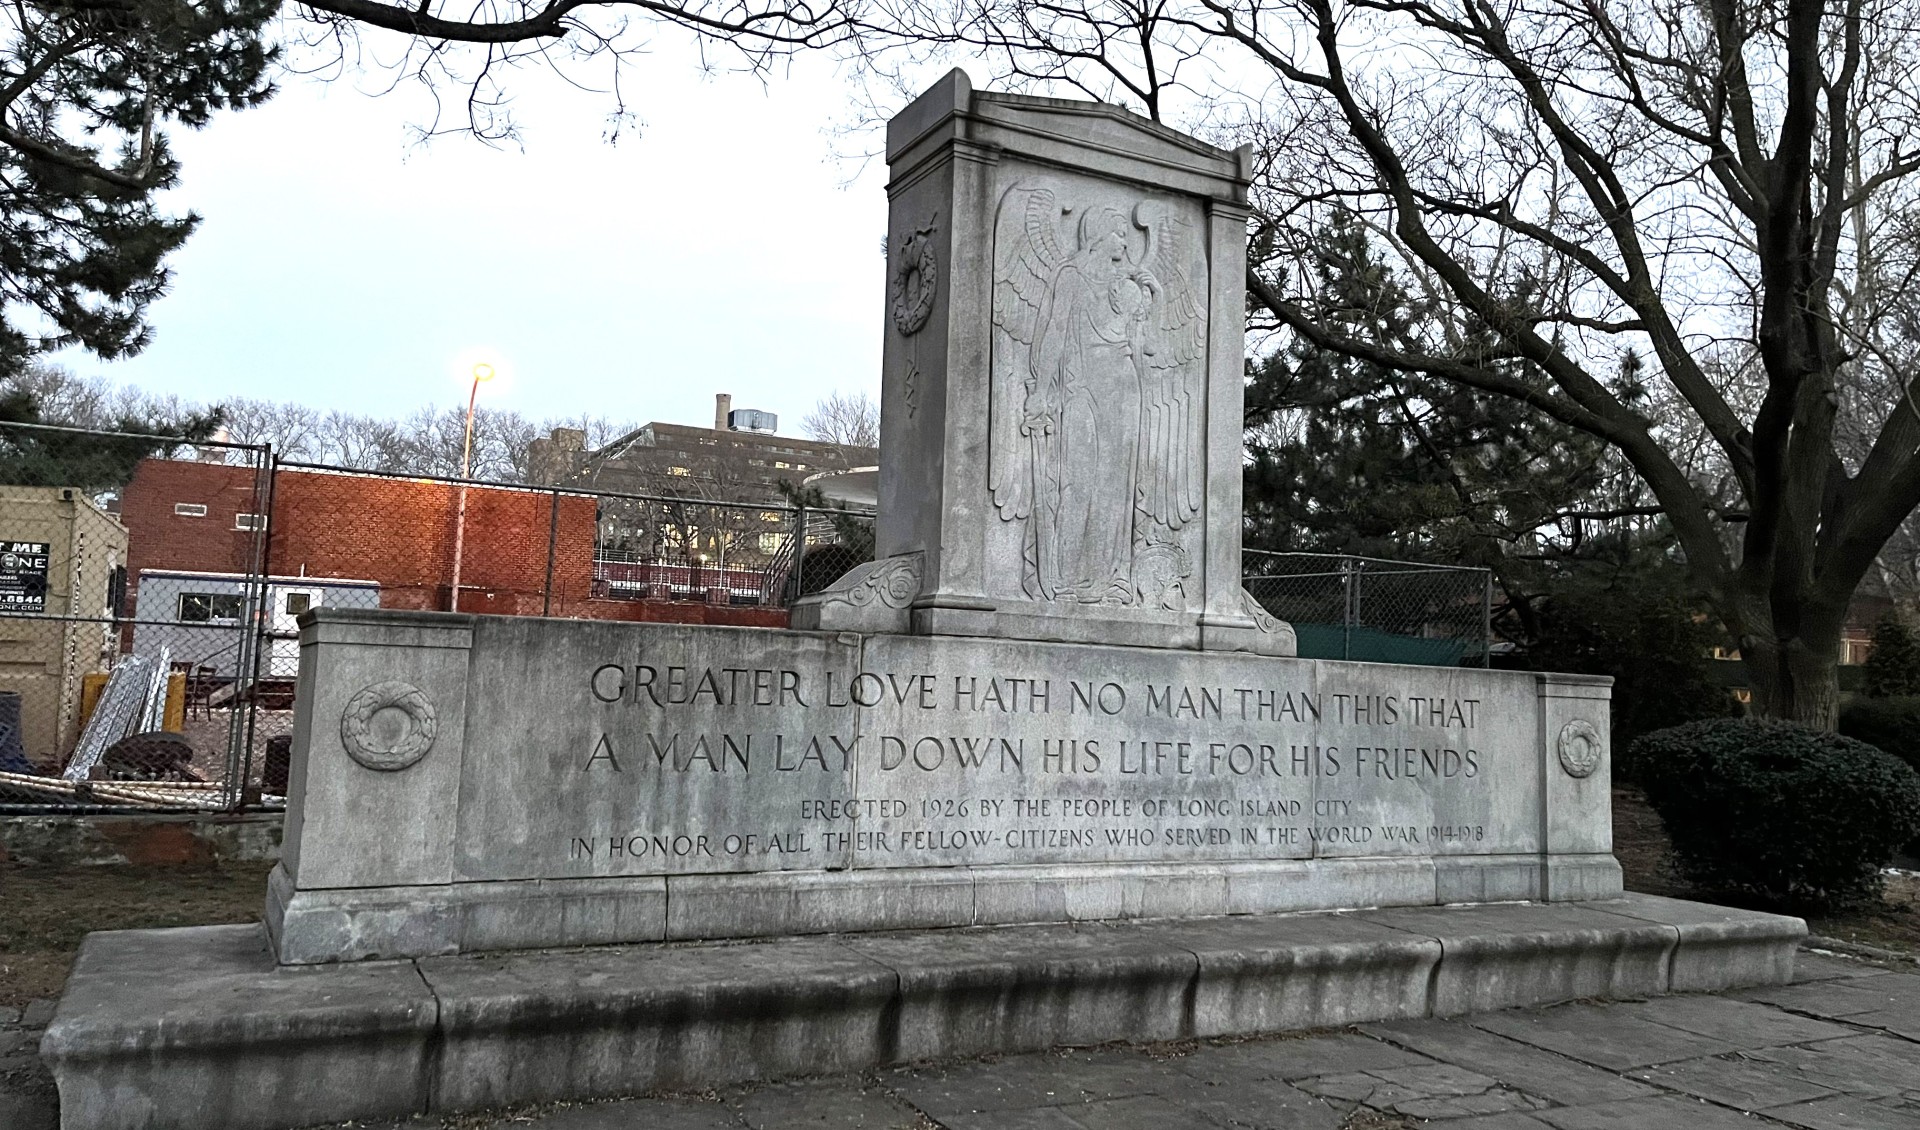 GREATER LOVE HATH NO MAN THAN THIS THAT
A MAN LAY DOWN HIS LIFE FOR HIS FRIENDS
ERECTED 1926 BY THE PEOPLE OF LONG ISLAND CITY
IN HONOR OF ALL THEIR FELLOW-CITIZENS WHO SERVED IN THE WORLD WAR 1914-1918
ME
NE